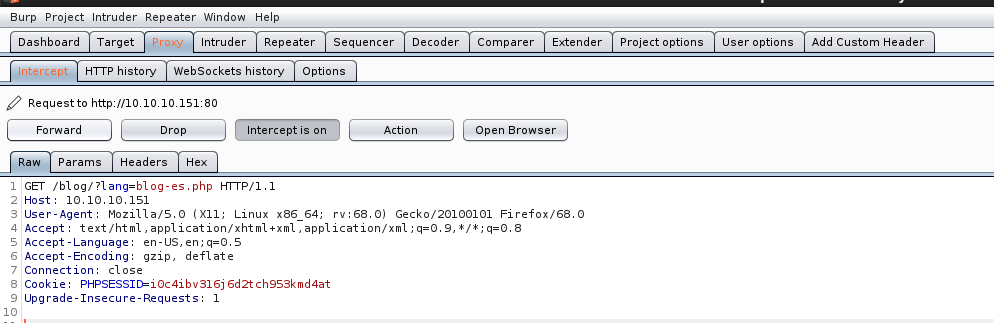 Burp Project Intruder Repeater Window Help
Dashboard Target Proxy Intruder Repeater Sequencer Decoder Comparer Extender Project options User options Add Custom Header
Intercept HTTP history WebSockets history Options
Request to http://10.10.10.151:80
Forward Drop Intercept is on Action Open Browser
Raw Params Headers Hex
1 GET /blog/?lang=blog-es.php HTTP/1.1
2 Host: 10.10.10.151
3 User-Agent: Mozilla/5.0 (X11; Linux x86_64; rv:68.0) Gecko/20100101 Firefox/68.0
4 Accept: text/html,application/xhtml+xml,application/xml;q=0.9,*/*;q=0.8
5 Accept-Language: en-US,en;q=0.5
6 Accept-Encoding: gzip, deflate
7 Connection: close
8 Cookie: PHPSESSID=i0c4ibv316j6d2tch953kmd4at
9 Upgrade-Insecure-Requests: 1
10